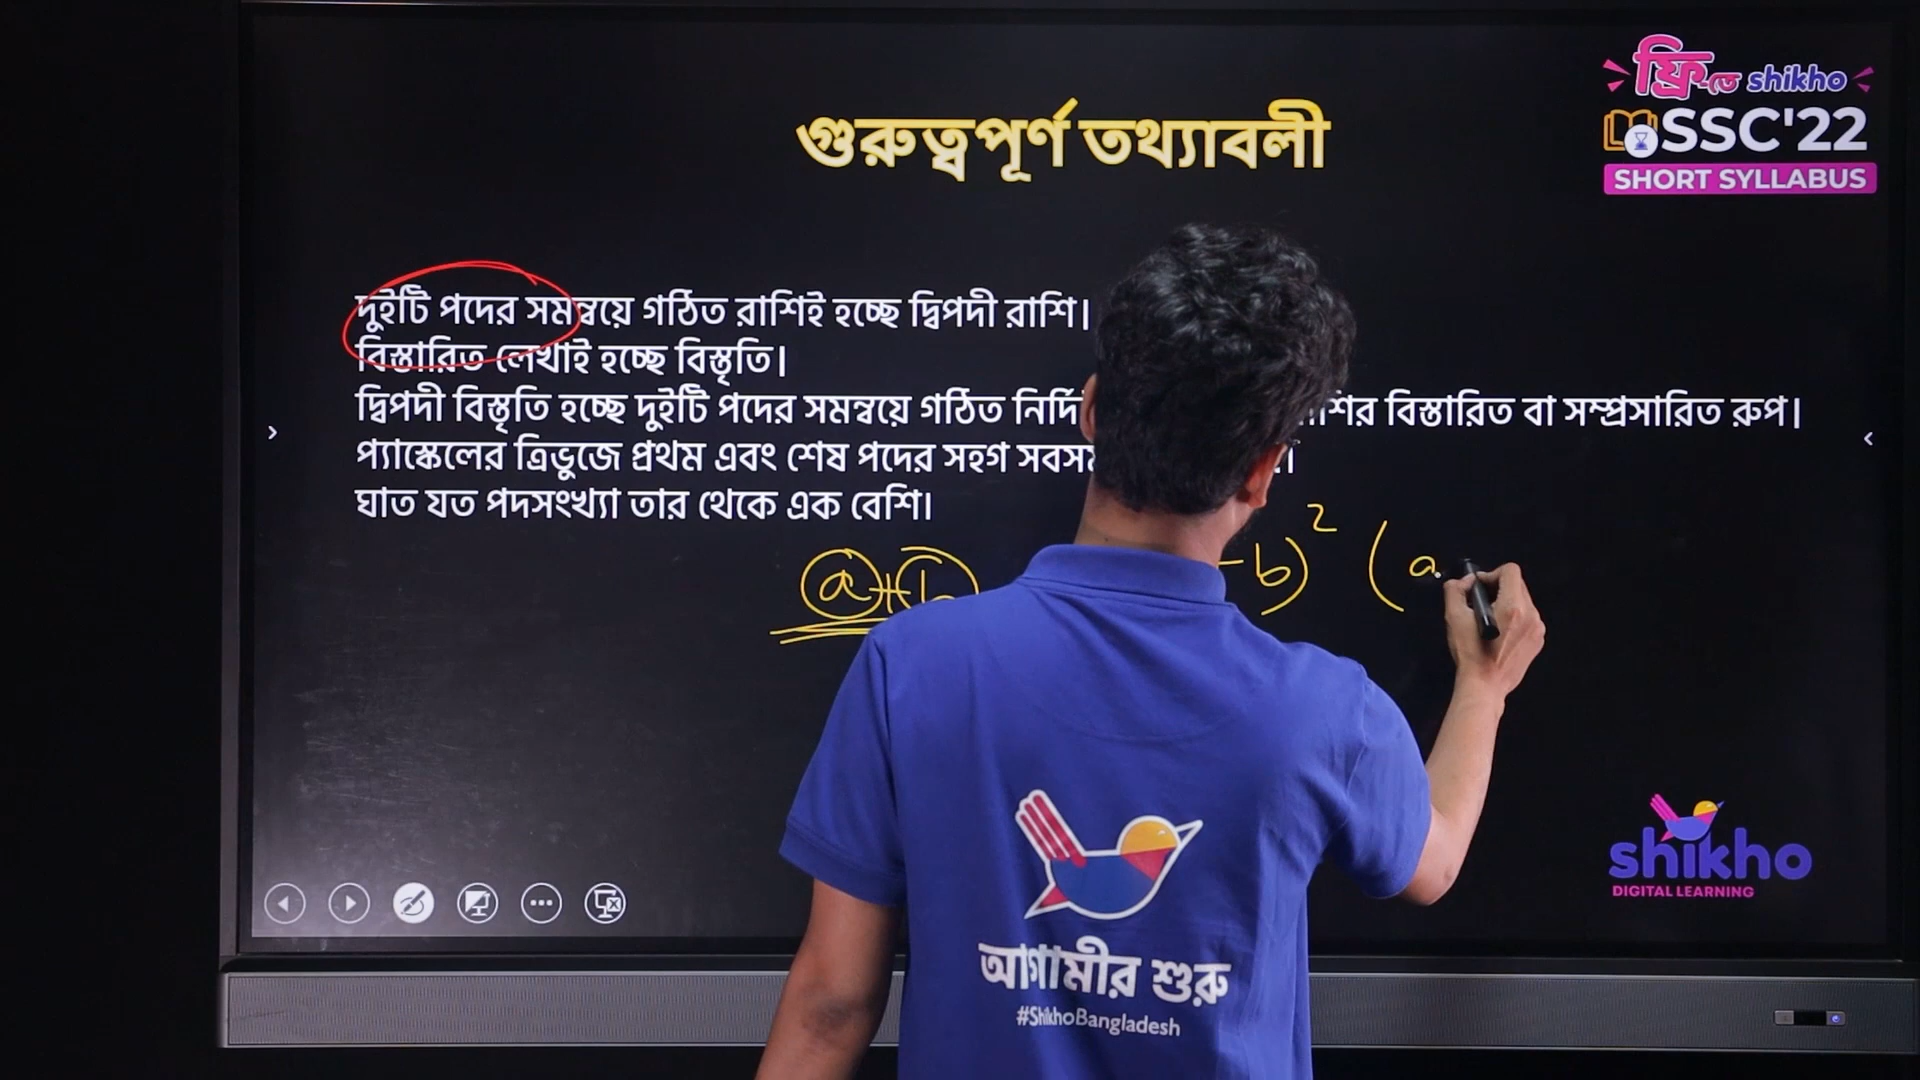 ফ্রি-তে shikho
SSC'22
SHORT SYLLABUS
গুরুত্বপূর্ণ তথ্যাবলী
দুইটি পদের সমন্বয়ে গঠিত রাশিই হচ্ছে দ্বিপদী রাশি।
বিস্তারিত লেখাই হচ্ছে বিস্তৃতি।
দ্বিপদী বিস্তৃতি হচ্ছে দুইটি পদের সমন্বয়ে গঠিত বিস্তারিত বা সম্প্রসারিত রুপ।
প্যাস্কেলের ত্রিভুজে প্রথম এবং শেষ পদের সহগ
ঘাত যত পদসংখ্যা তার থেকে এক বেশি।
a+b -b)² (a
shikho
DIGITAL LEARNING
আগামীর শুরু
#ShikhoBangladesh